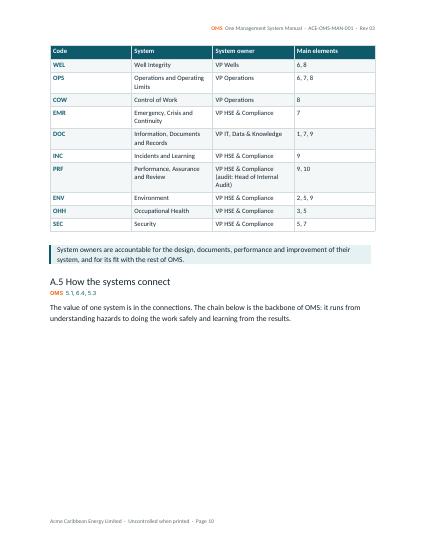 OMS One Management System Manual · ACE-OMS-MAN-001 · Rev 03
Code System System owner Main elements
WEL Well Integrity VP Wells 6, 8
OPS Operations and Operating Limits VP Operations 6, 7, 8
COW Control of Work VP Operations 8
EMR Emergency, Crisis and Continuity VP HSE & Compliance 7
DOC Information, Documents and Records VP IT, Data & Knowledge 1, 7, 9
INC Incidents and Learning VP HSE & Compliance 9
PRF Performance, Assurance and Review VP HSE & Compliance (audit: Head of Internal Audit) 9, 10
ENV Environment VP HSE & Compliance 2, 5, 9
OHH Occupational Health VP HSE & Compliance 3, 5
SEC Security VP HSE & Compliance 5, 7
System owners are accountable for the design, documents, performance and improvement of their
system, and for its fit with the rest of OMS.
A.5 How the systems connect
OMS 5.1, 6.4, 5.3
The value of one system is in the connections. The chain below is the backbone of OMS: it runs from
understanding hazards to doing the work safely and learning from the results.
Acme Caribbean Energy Limited · Uncontrolled when printed · Page 10